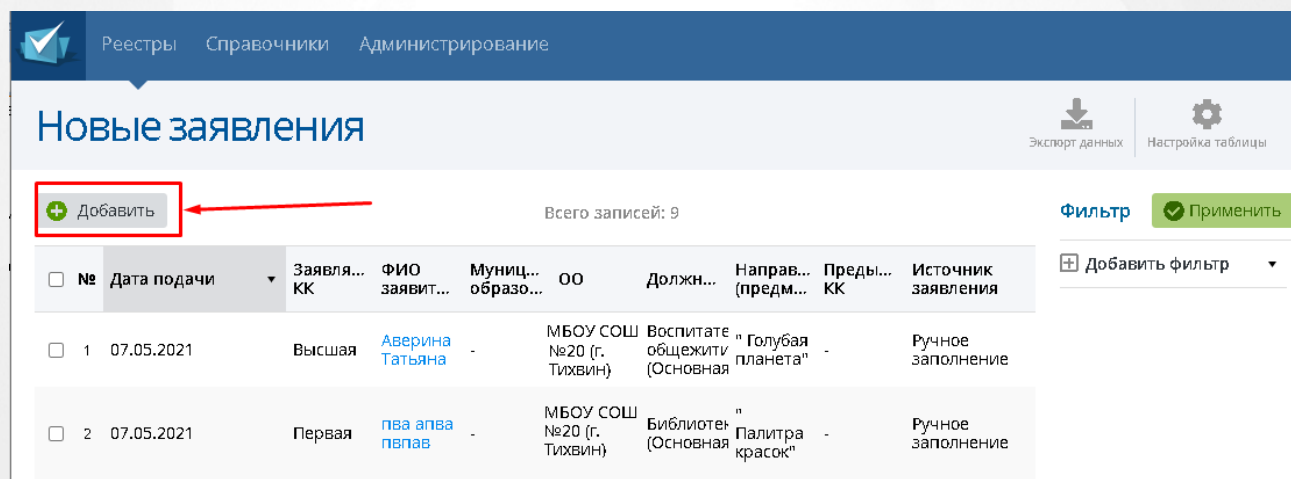 Реестры Справочники Администрирование
Новые заявления
Экспорт данных Настройка таблицы
Добавить
Всего записей: 9
Фильтр Применить
Добавить фильтр
№ Дата подачи Заявля... КК ФИО заявит... Муниц... образо... ОО Должн... Направ... (предм... Преды... КК Источник заявления
1 07.05.2021 Высшая Аверина Татьяна - МБОУ СОШ №20 (г. Тихвин) Воспитате общежити (Основная " Голубая планета" - Ручное заполнение
2 07.05.2021 Первая пва апва пвпав - МБОУ СОШ №20 (г. Тихвин) Библиотек (Основная " Палитра красок" - Ручное заполнение